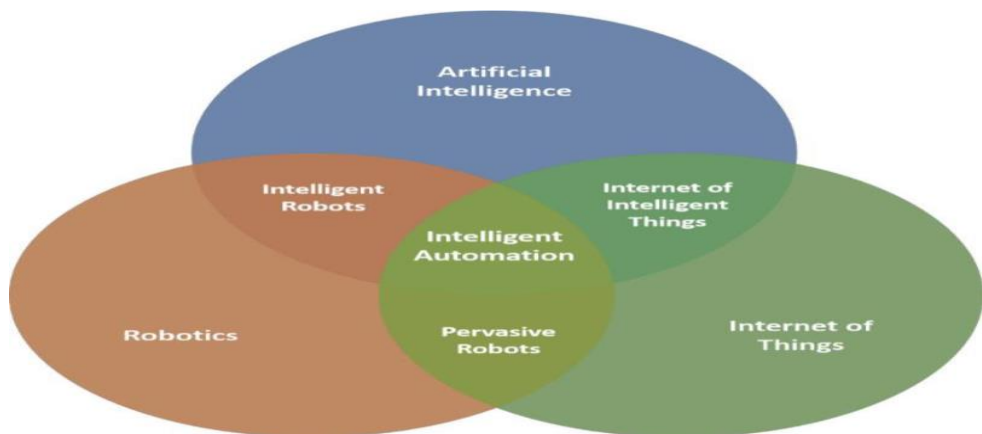 Artificial
Intelligence
Intelligent
Robots
Internet of
Intelligent
Things
Intelligent
Automation
Robotics
Pervasive
Robots
Internet of
Things